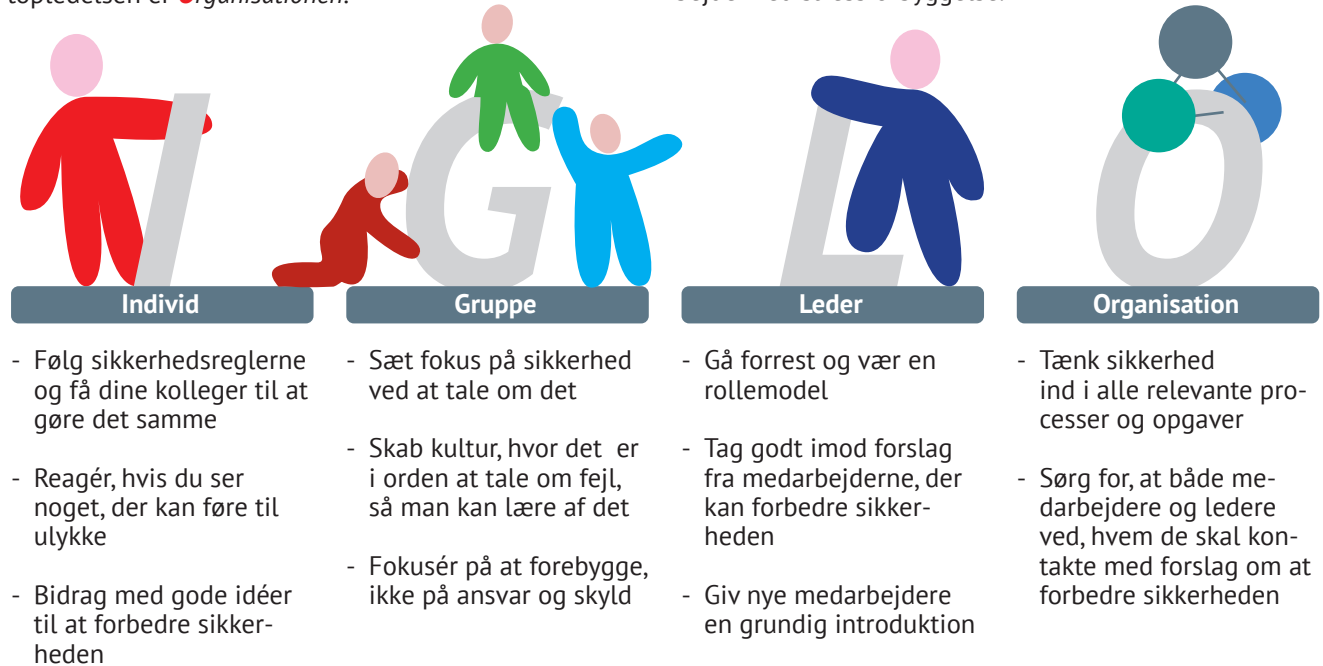 topledelsen er Organisationen.
I G L O
Individ
- Følg sikkerhedsreglerne
og få dine kolleger til at
gøre det samme
- Reagér, hvis du ser
noget, der kan føre til
ulykke
- Bidrag med gode idéer
til at forbedre sikker-
heden
Gruppe
- Sæt fokus på sikkerhed
ved at tale om det
- Skab kultur, hvor det er
i orden at tale om fejl,
så man kan lære af det
- Fokusér på at forebygge,
ikke på ansvar og skyld
Leder
- Gå forrest og vær en
rollemodel
- Tag godt imod forslag
fra medarbejderne, der
kan forbedre sikker-
heden
- Giv nye medarbejdere
en grundig introduktion
Organisation
- Tænk sikkerhed
ind i alle relevante pro-
cesser og opgaver
- Sørg for, at både me-
darbejdere og ledere
ved, hvem de skal kon-
takte med forslag om at
forbedre sikkerheden